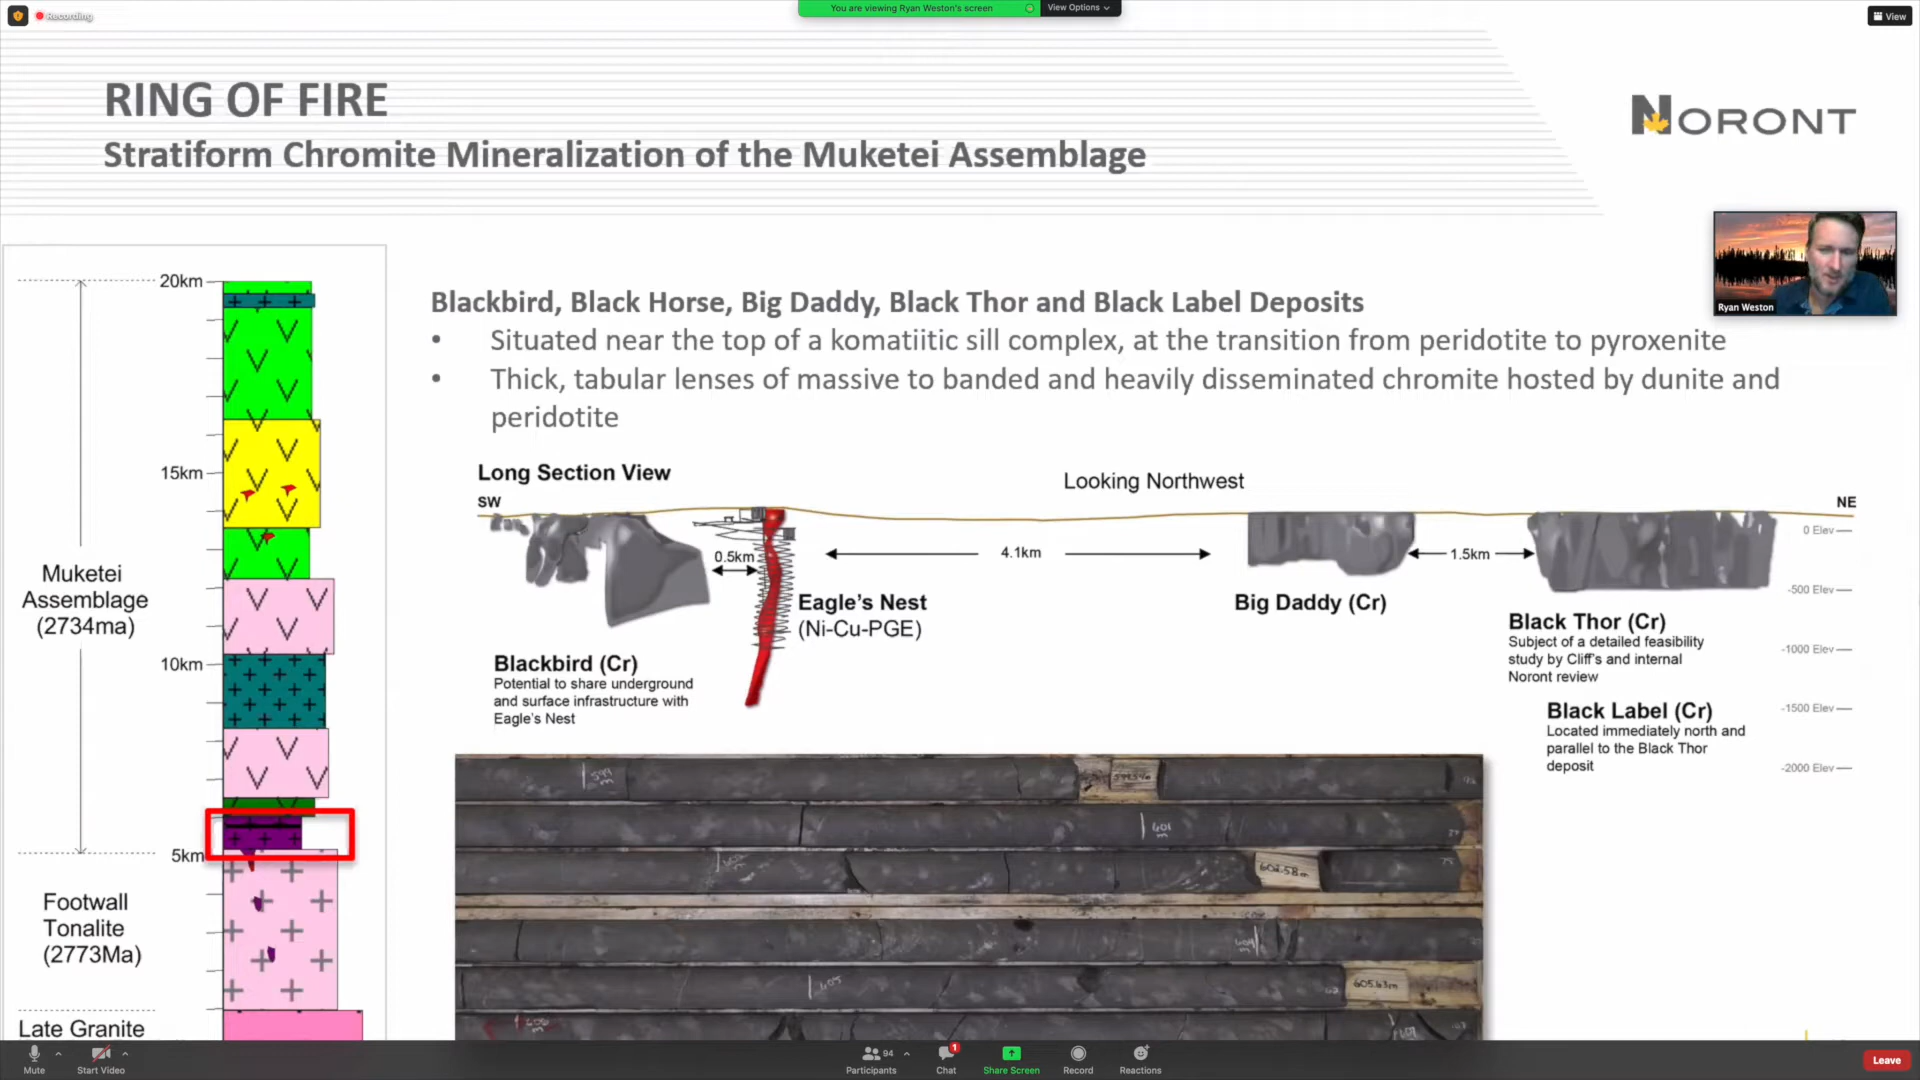 Recording
You are viewing Ryan Weston's screen
View Options
View
RING OF FIRE
Stratiform Chromite Mineralization of the Muketei Assemblage
NORONT
Ryan Weston
20km
15km
10km
5km
Muketei
Assemblage
(2734ma)
Footwall
Tonalite
(2773Ma)
Late Granite
Blackbird, Black Horse, Big Daddy, Black Thor and Black Label Deposits
• Situated near the top of a komatiitic sill complex, at the transition from peridotite to pyroxenite
• Thick, tabular lenses of massive to banded and heavily disseminated chromite hosted by dunite and
peridotite
Long Section View
Looking Northwest
SW
NE
0.5km
4.1km
1.5km
0 Elev
-500 Elev
-1000 Elev
-1500 Elev
-2000 Elev
Eagle's Nest
(Ni-Cu-PGE)
Big Daddy (Cr)
Black Thor (Cr)
Subject of a detailed feasibility
study by Cliff's and internal
Noront review
Blackbird (Cr)
Potential to share underground
and surface infrastructure with
Eagle's Nest
Black Label (Cr)
Located immediately north and
parallel to the Black Thor
deposit
601
m
605.63m
Mute
Start Video
94
Participants
1
Chat
Share Screen
Record
Reactions
Leave